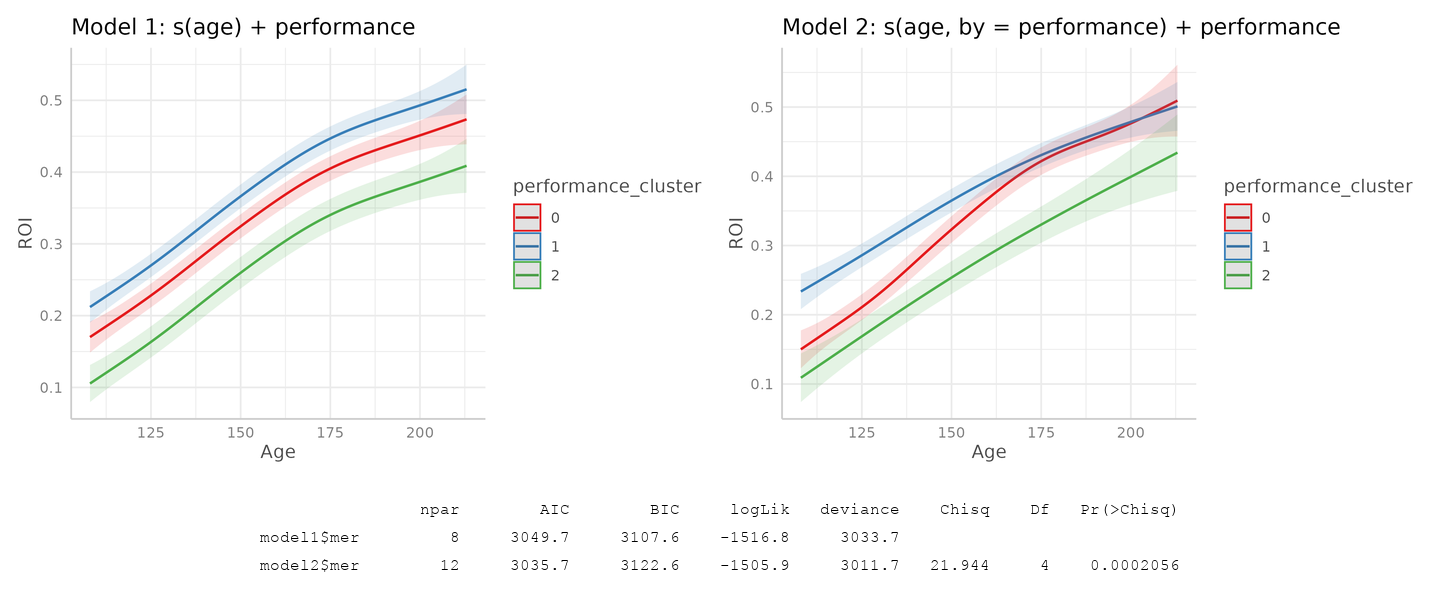 Model 1: s(age) + performance
0.5
0.4
0.3
0.2
0.1
ROI
125 150 175 200
Age
performance_cluster
0
1
2
Model 2: s(age, by = performance) + performance
0.5
0.4
0.3
0.2
0.1
ROI
125 150 175 200
Age
performance_cluster
0
1
2
npar AIC BIC logLik deviance Chisq Df Pr(>Chisq)
model1$mer 8 3049.7 3107.6 -1516.8 3033.7
model2$mer 12 3035.7 3122.6 -1505.9 3011.7 21.944 4 0.0002056